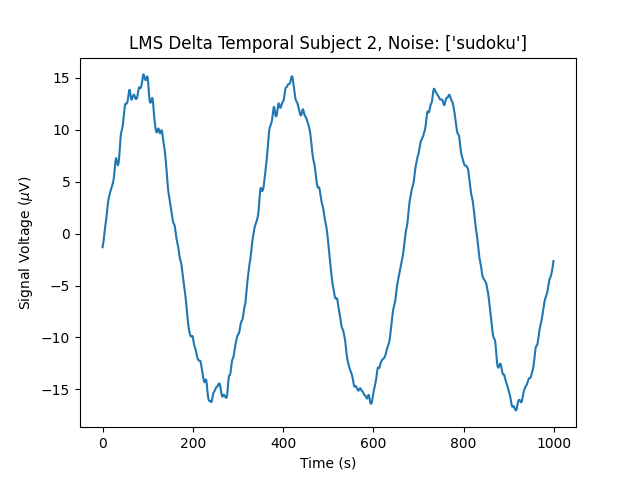 LMS Delta Temporal Subject 2, Noise: ['sudoku']
Signal Voltage (μV)
15
10
5
0
−5
−10
−15
0 200 400 600 800 1000
Time (s)